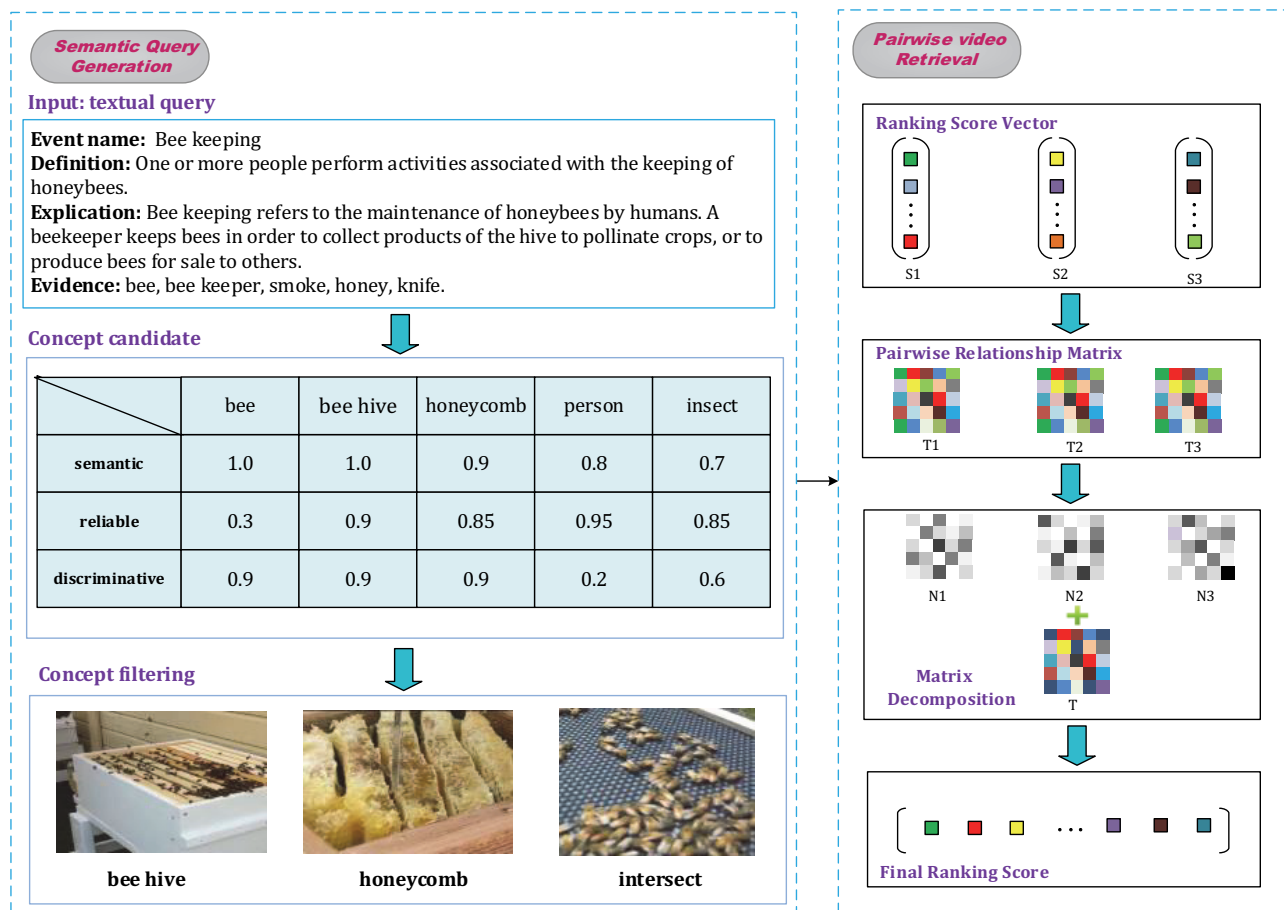 Semantic Query
Generation
Input: textual query
Event name: Bee keeping
Definition: One or more people perform activities associated with the keeping of
honeybees.
Explication: Bee keeping refers to the maintenance of honeybees by humans. A
beekeeper keeps bees in order to collect products of the hive to pollinate crops, or to
produce bees for sale to others.
Evidence: bee, bee keeper, smoke, honey, knife.
Concept candidate
bee bee hive honeycomb person insect
semantic 1.0 1.0 0.9 0.8 0.7
reliable 0.3 0.9 0.85 0.95 0.85
discriminative 0.9 0.9 0.9 0.2 0.6
Concept filtering
bee hive honeycomb intersect
Pairwise video
Retrieval
Ranking Score Vector
S1 S2 S3
Pairwise Relationship Matrix
T1 T2 T3
N1 N2 N3
Matrix
Decomposition
T
Final Ranking Score